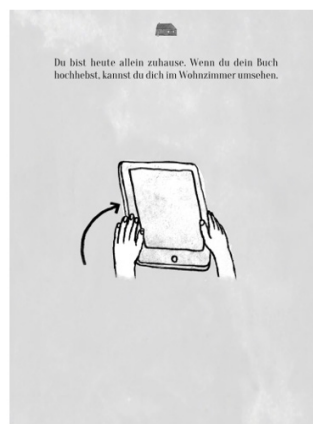 Du bist heute allein zuhause. Wenn du dein Buch
hochhebst, kannst du dich im Wohnzimmer umsehen.